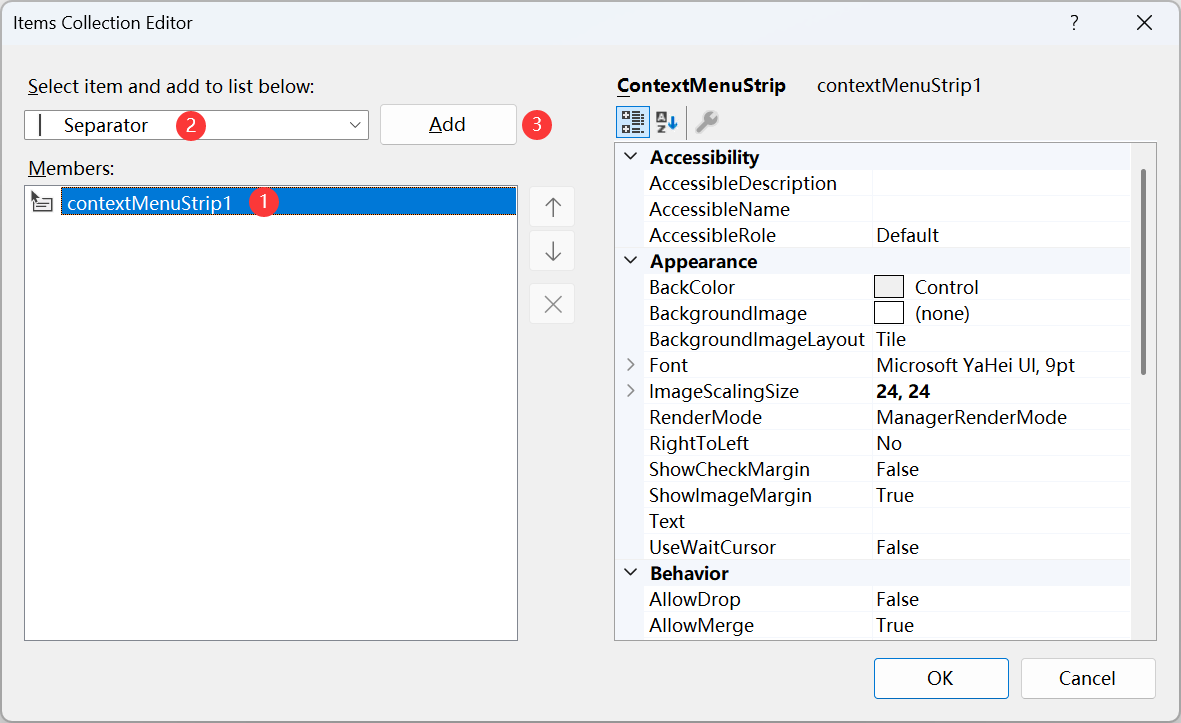 Items Collection Editor
?
Select item and add to list below:
Separator 2
Add 3
Members:
contextMenuStrip1 1
ContextMenuStrip contextMenuStrip1
AZ
Accessibility
AccessibleDescription
AccessibleName
AccessibleRole Default
Appearance
BackColor Control
BackgroundImage (none)
BackgroundImageLayout Tile
Font Microsoft YaHei UI, 9pt
ImageScalingSize 24, 24
RenderMode ManagerRenderMode
RightToLeft No
ShowCheckMargin False
ShowImageMargin True
Text
UseWaitCursor False
Behavior
AllowDrop False
AllowMerge True
OK Cancel